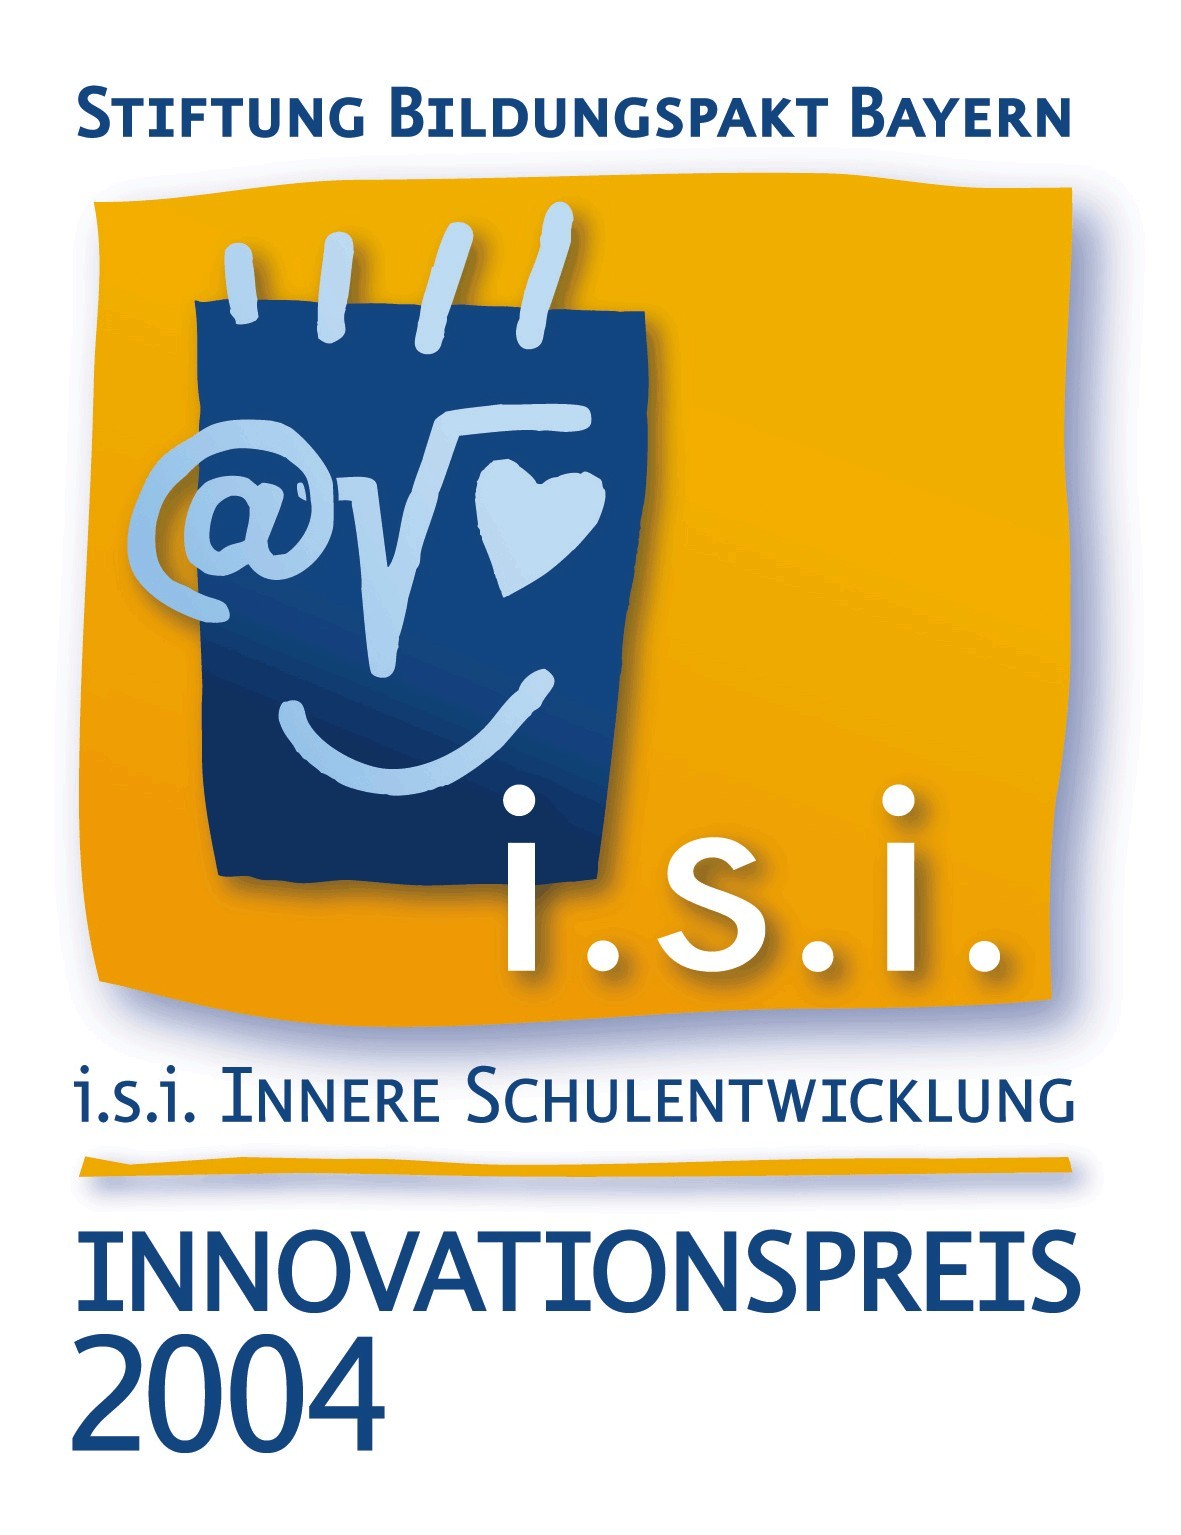 STIFTUNG BILDUNGSPAKT BAYERN
@√
i.s.i.
i.s.i. INNERE SCHULENTWICKLUNG
INNOVATIONSPREIS
2004